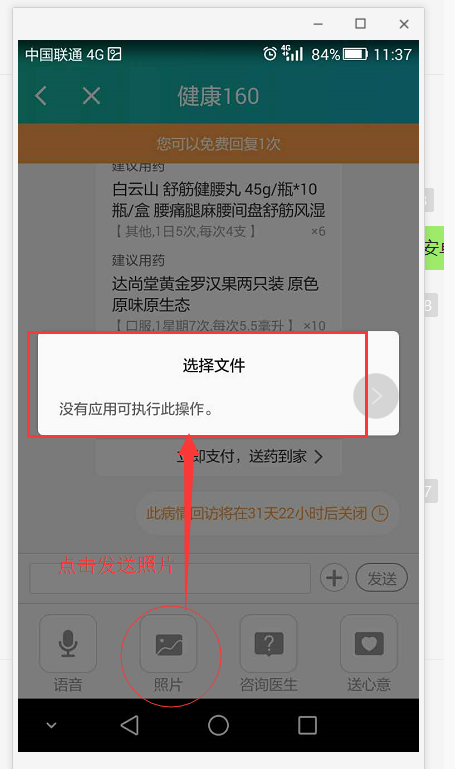 中国联通 4G
4G 84% 11:37
健康160
您可以免费回复1次
建议用药
白云山 舒筋健腰丸 45g/瓶*10
瓶/盒 腰痛腿麻腰间盘舒筋风湿
【 其他,1日5次,每次4支 】 ×6
建议用药
达尚堂黄金罗汉果两只装 原色
原味原生态
【 口服,1星期7次,每次5.5毫升 】 ×10
选择文件
没有应用可执行此操作。
立即支付，送药到家
此病情回访将在31天22小时后关闭
点击发送照片
发送
语音
照片
咨询医生
送心意